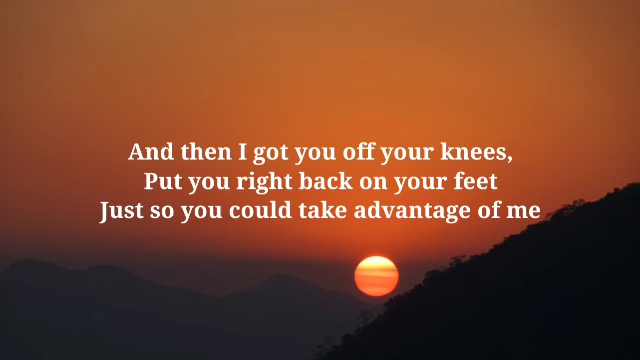 And then I got you off your knees,
Put you right back on your feet
Just so you could take advantage of me